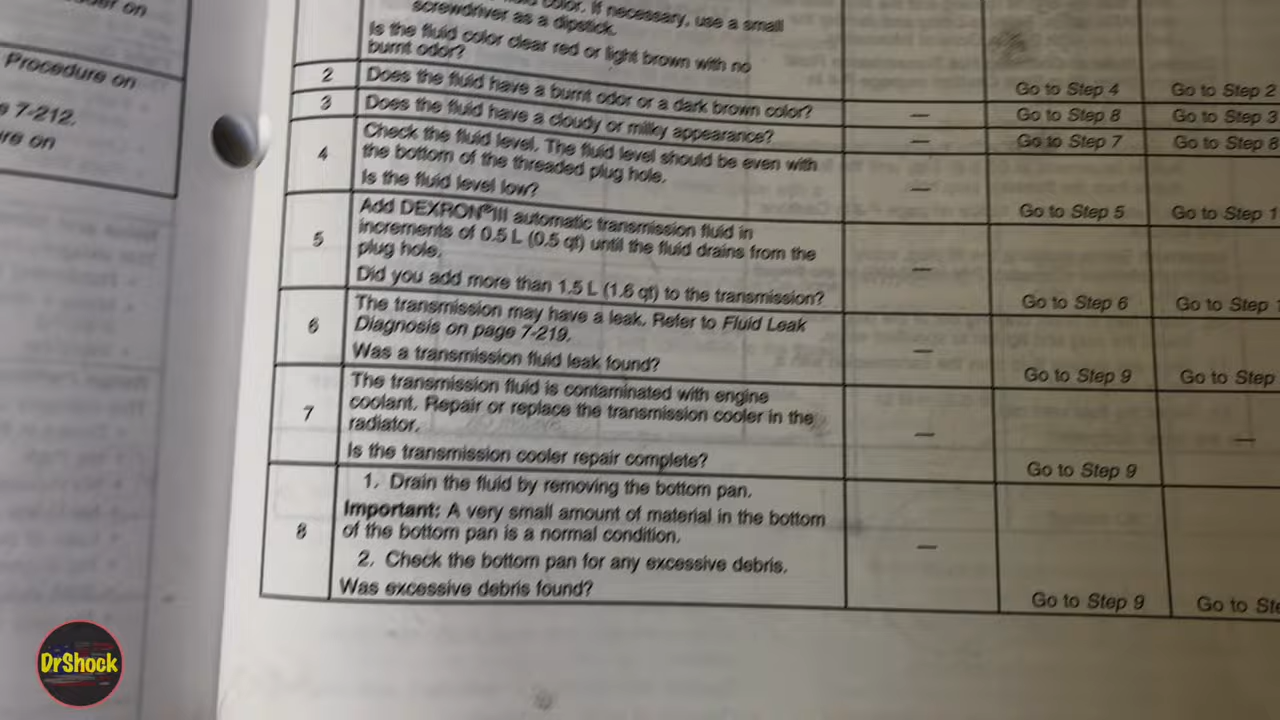 Procedure on
7-212.
on
color. If necessary, use a small
screwdriver as a dipstick.
Is the fluid color clear red or light brown with no
burnt odor?
Go to Step 4
Go to Step 2
2
Does the fluid have a burnt odor or a dark brown color?
—
Go to Step 8
Go to Step 3
3
Does the fluid have a cloudy or milky appearance?
—
Go to Step 7
Go to Step 8
4
Check the fluid level. The fluid level should be even with
the bottom of the threaded plug hole.
Is the fluid level low?
—
Go to Step 5
Go to Step 1
5
Add DEXRON®III automatic transmission fluid in
increments of 0.5 L (0.5 qt) until the fluid drains from the
plug hole.
Did you add more than 1.5 L (1.6 qt) to the transmission?
—
Go to Step 6
Go to Step
6
The transmission may have a leak. Refer to Fluid Leak
Diagnosis on page 7-219.
Was a transmission fluid leak found?
—
Go to Step 9
Go to Step
7
The transmission fluid is contaminated with engine
coolant. Repair or replace the transmission cooler in the
radiator.
Is the transmission cooler repair complete?
—
Go to Step 9
—
8
1. Drain the fluid by removing the bottom pan.
Important: A very small amount of material in the bottom
of the bottom pan is a normal condition.
2. Check the bottom pan for any excessive debris.
Was excessive debris found?
—
Go to Step 9
Go to Ste
DrShock